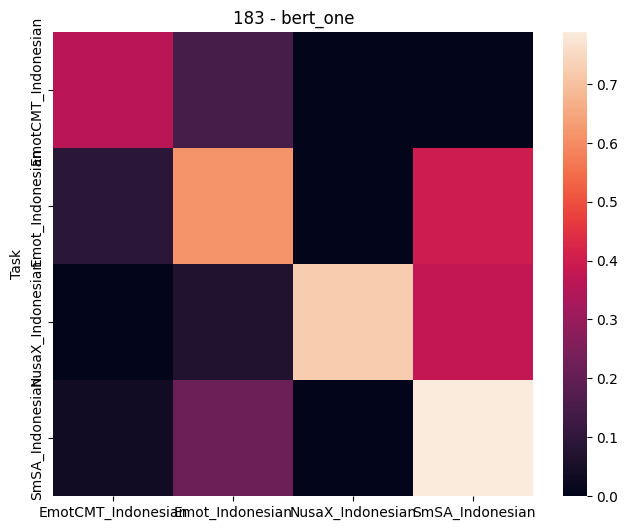 183 - bert_one
Task
EmotCMT_Indonesian
Emot_Indonesian
NusaX_Indonesian
SmSA_Indonesian
EmotCMT_Indonesian
Emot_Indonesian
NusaX_Indonesian
SmSA_Indonesian
0.7
0.6
0.5
0.4
0.3
0.2
0.1
0.0